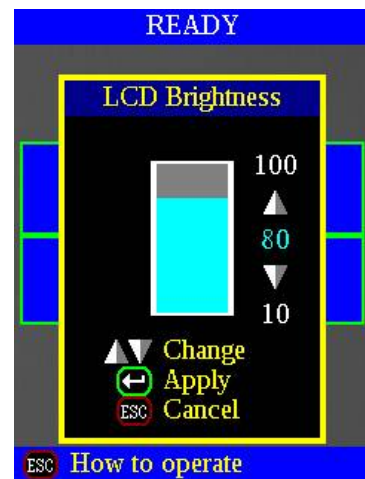 READY
LCD Brightness
100
80
10
Change
Apply
ESC Cancel
ESC How to operate